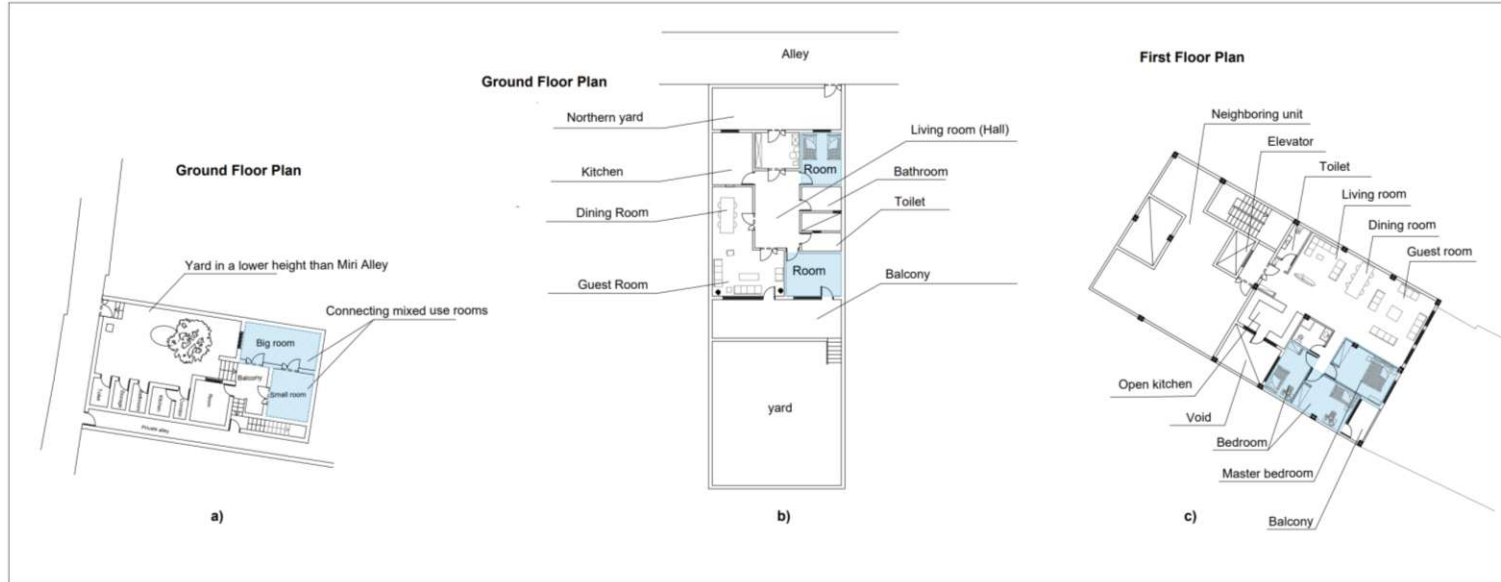 Ground Floor Plan
Yard in a lower height than Miri Alley
Connecting mixed use rooms
Big room
Balcony
Small room
Room
Kitchen
Toilet
Private alley
a)
Ground Floor Plan
Alley
Northern yard
Living room (Hall)
Kitchen
Room
Bathroom
Dining Room
Toilet
Room
Balcony
Guest Room
yard
b)
First Floor Plan
Neighboring unit
Elevator
Toilet
Living room
Dining room
Guest room
Open kitchen
Void
Bedroom
Master bedroom
Balcony
c)